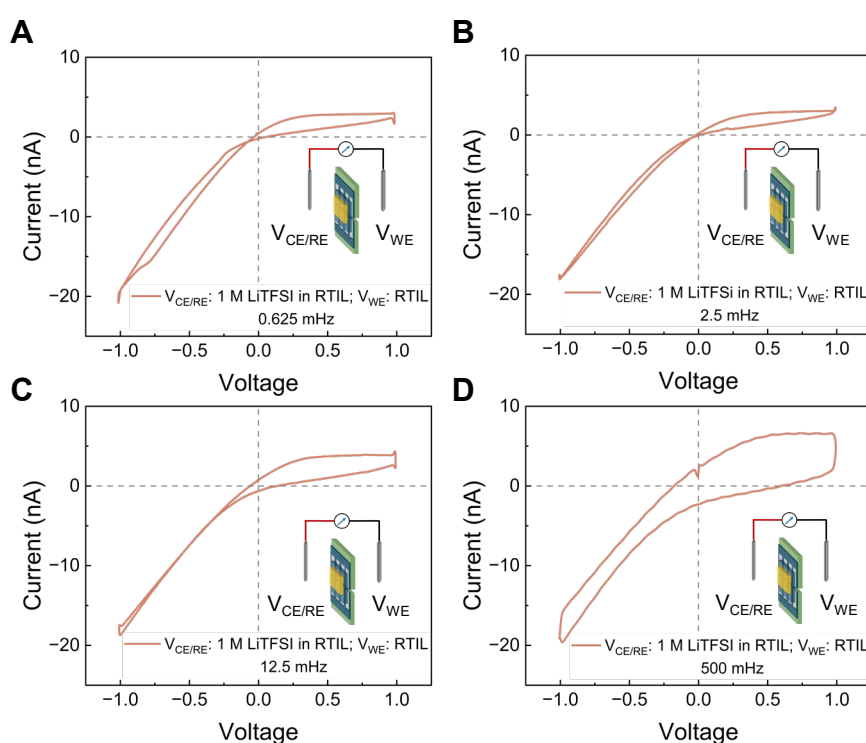 A
10
0
−10
−20
Current (nA)
−1.0 −0.5 0.0 0.5 1.0
Voltage
V_CE/RE
V_WE
V_CE/RE: 1 M LiTFSI in RTIL; V_WE: RTIL
0.625 mHz
B
10
0
−10
−20
Current (nA)
−1.0 −0.5 0.0 0.5 1.0
Voltage
V_CE/RE
V_WE
V_CE/RE: 1 M LiTFSi in RTIL; V_WE: RTIL
2.5 mHz
C
10
0
−10
−20
Current (nA)
−1.0 −0.5 0.0 0.5 1.0
Voltage
V_CE/RE
V_WE
V_CE/RE: 1 M LiTFSI in RTIL; V_WE: RTIL
12.5 mHz
D
10
0
−10
−20
Current (nA)
−1.0 −0.5 0.0 0.5 1.0
Voltage
V_CE/RE
V_WE
V_CE/RE: 1 M LiTFSI in RTIL; V_WE: RTIL
500 mHz